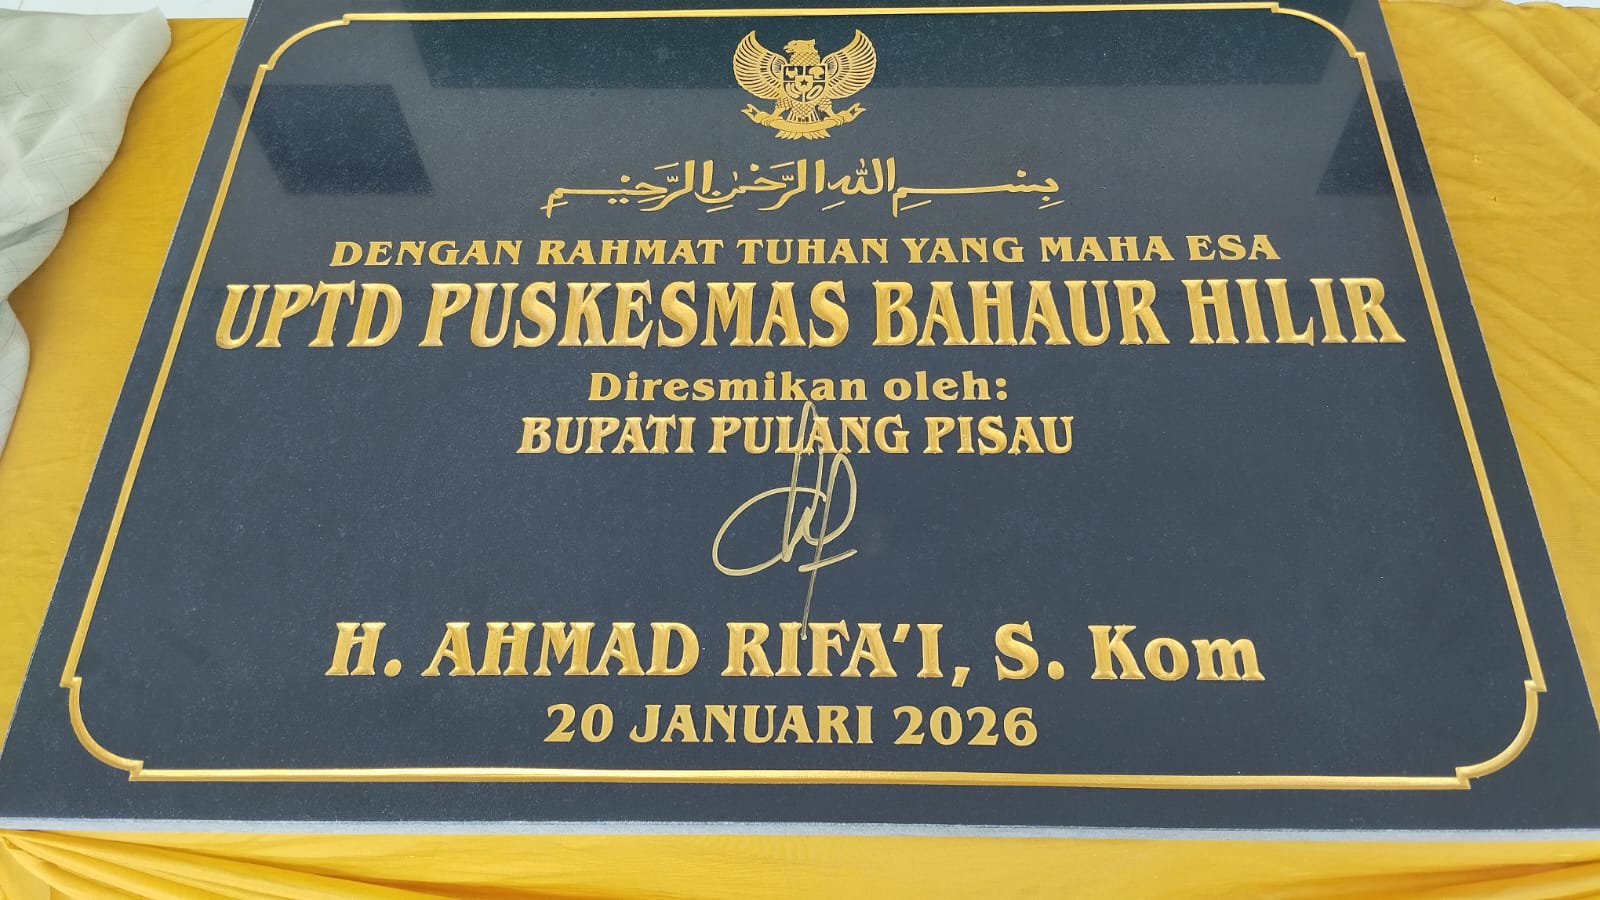 بِسْمِ اللهِ الرَّحْمٰنِ الرَّحِيْمِ
DENGAN RAHMAT TUHAN YANG MAHA ESA
UPTD PUSKESMAS BAHAUR HILIR
Diresmikan oleh:
BUPATI PULANG PISAU
H. AHMAD RIFA'I, S. Kom
20 JANUARI 2026